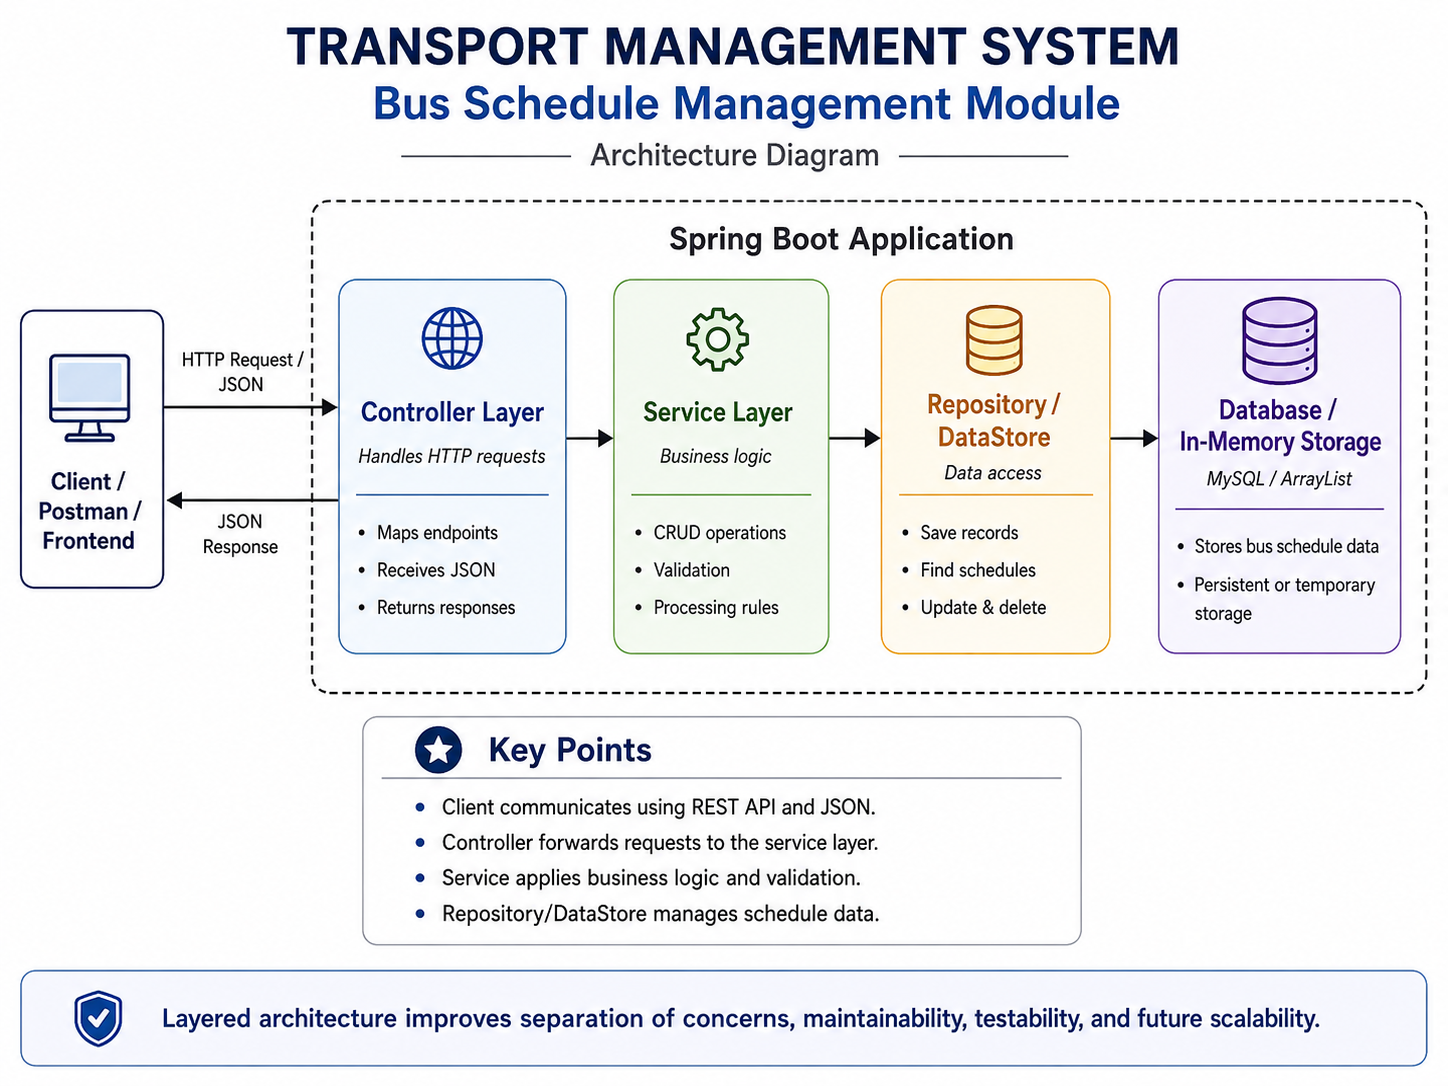 TRANSPORT MANAGEMENT SYSTEM
Bus Schedule Management Module
Architecture Diagram
Spring Boot Application
Client /
Postman /
Frontend
HTTP Request /
JSON
JSON
Response
Controller Layer
Handles HTTP requests
• Maps endpoints
• Receives JSON
• Returns responses
Service Layer
Business logic
• CRUD operations
• Validation
• Processing rules
Repository /
DataStore
Data access
• Save records
• Find schedules
• Update & delete
Database /
In-Memory Storage
MySQL / ArrayList
• Stores bus schedule data
• Persistent or temporary
storage
Key Points
• Client communicates using REST API and JSON.
• Controller forwards requests to the service layer.
• Service applies business logic and validation.
• Repository/DataStore manages schedule data.
Layered architecture improves separation of concerns, maintainability, testability, and future scalability.